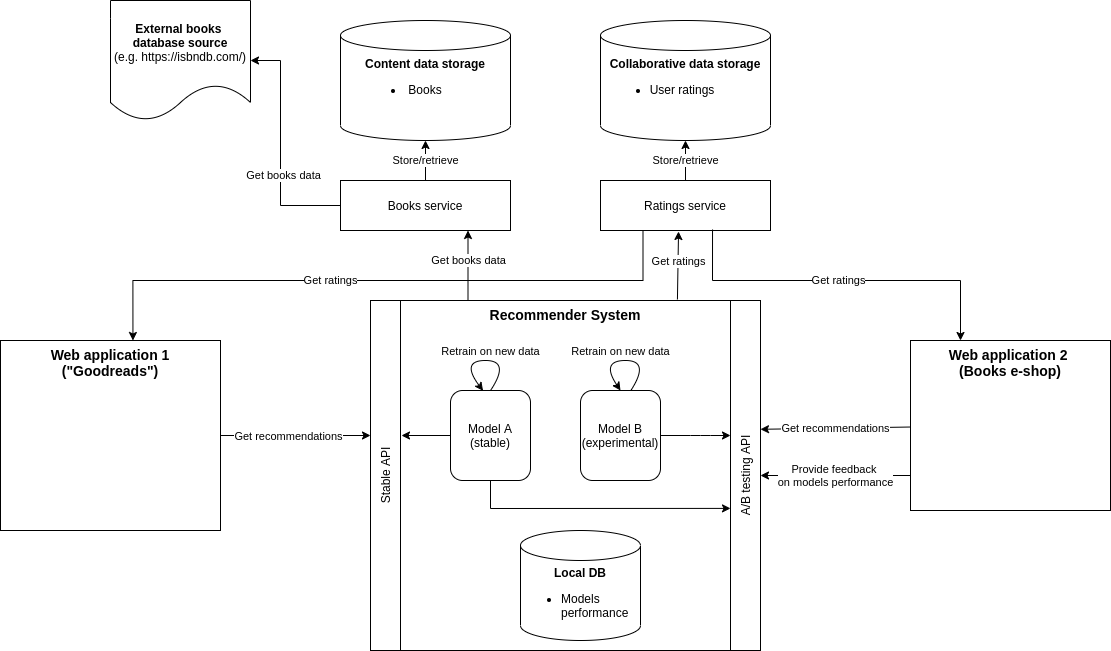 External books
database source
(e.g. https://isbndb.com/)
Content data storage
• Books
Collaborative data storage
• User ratings
Store/retrieve
Store/retrieve
Get books data
Books service
Ratings service
Get books data
Get ratings
Get ratings
Get ratings
Recommender System
Web application 1
("Goodreads")
Web application 2
(Books e-shop)
Retrain on new data
Retrain on new data
Model A
(stable)
Model B
(experimental)
Get recommendations
Get recommendations
Stable API
A/B testing API
Provide feedback
on models performance
Local DB
• Models
performance